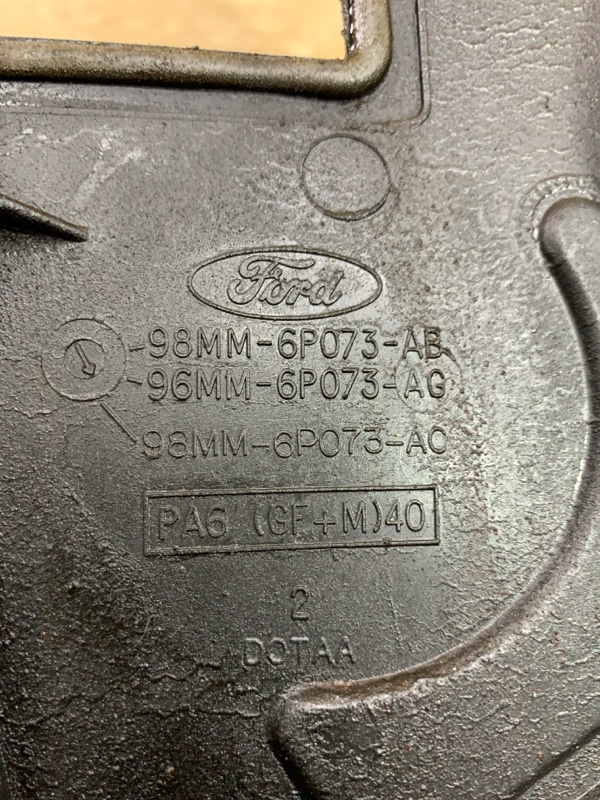 Ford
98MM-6P073-AB
96MM-6P073-AG
98MM-6P073-AC
PA6 (GF+M)40
2
DOTAA